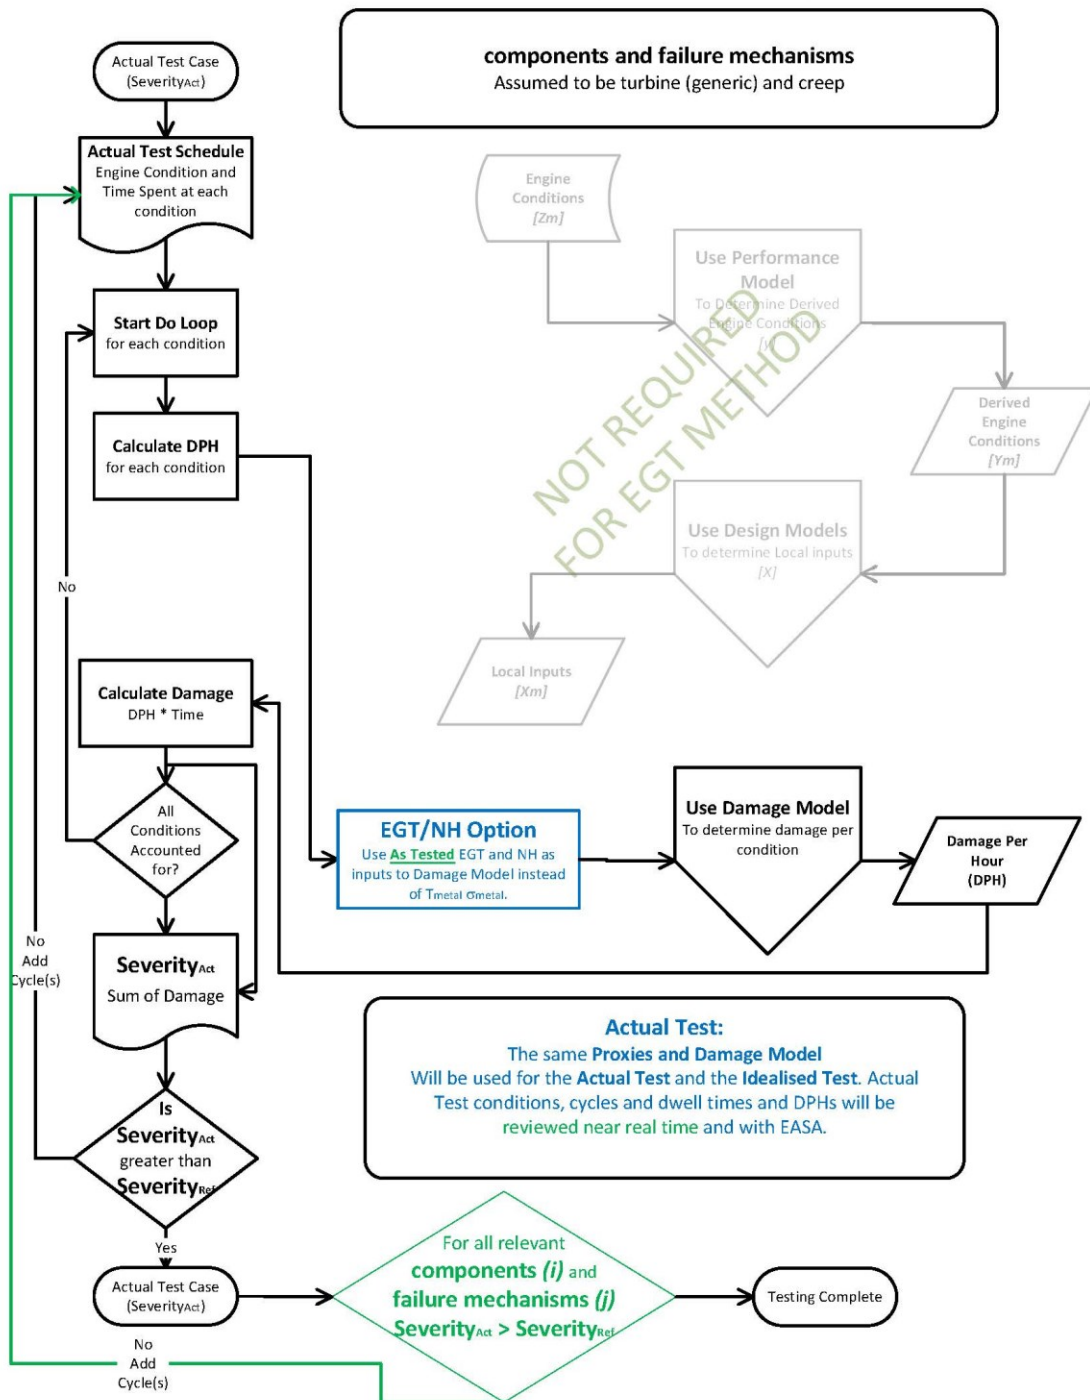 components and failure mechanisms
Assumed to be turbine (generic) and creep
Actual Test Case
(SeverityAct)
Actual Test Schedule
Engine Condition and
Time Spent at each
condition
Start Do Loop
for each condition
Calculate DPH
for each condition
Engine
Conditions
[Zm]
Use Performance
Model
To Determine Derived
Engine Conditions
[y]
Derived
Engine
Conditions
[Ym]
Use Design Models
To determine Local inputs
[X]
Local Inputs
[Xm]
NOT REQUIRED
FOR EGT METHOD
No
Calculate Damage
DPH * Time
All
Conditions
Accounted
for?
EGT/NH Option
Use As Tested EGT and NH as
inputs to Damage Model instead
of Tmetal σmetal.
Use Damage Model
To determine damage per
condition
Damage Per
Hour
(DPH)
No
Add
Cycle(s)
SeverityAct
Sum of Damage
Actual Test:
The same Proxies and Damage Model
Will be used for the Actual Test and the Idealised Test. Actual
Test conditions, cycles and dwell times and DPHs will be
reviewed near real time and with EASA.
Is
SeverityAct
greater than
SeverityRef
Yes
Actual Test Case
(SeverityAct)
For all relevant
components (i) and
failure mechanisms (j)
SeverityAct > SeverityRef
Testing Complete
No
Add
Cycle(s)